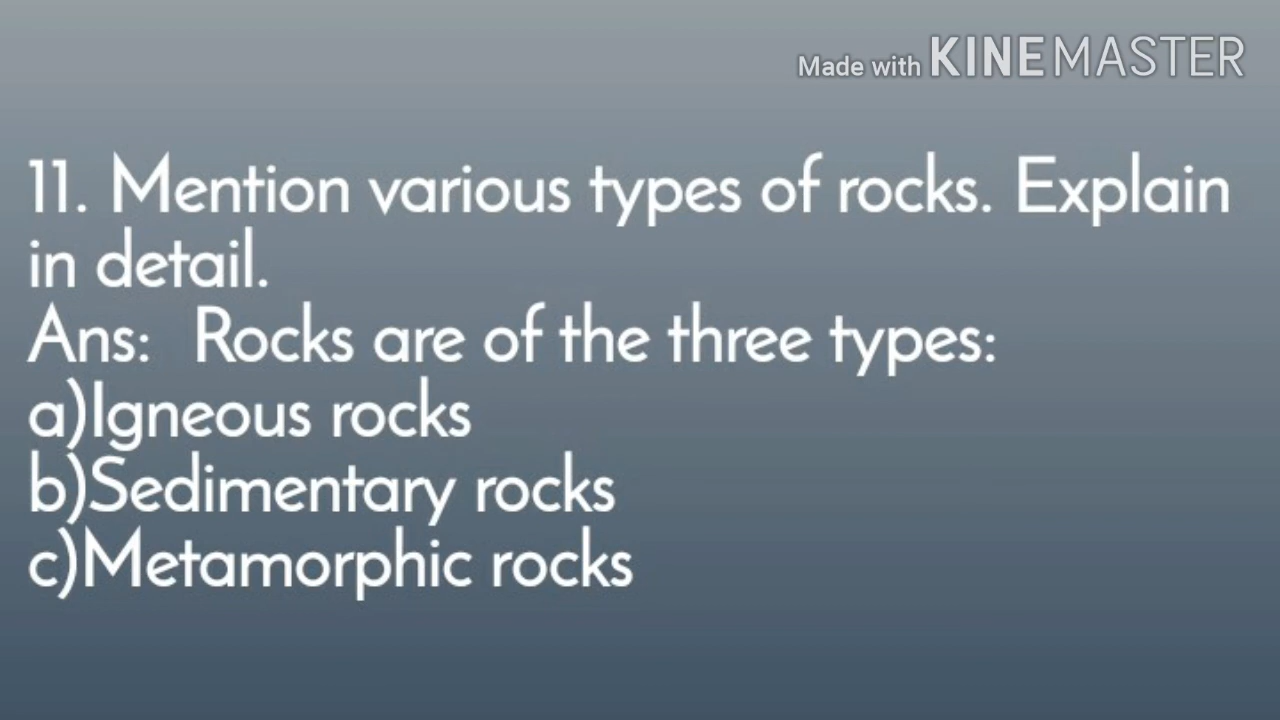 Made with KINEMASTER
11. Mention various types of rocks. Explain
in detail.
Ans: Rocks are of the three types:
a)Igneous rocks
b)Sedimentary rocks
c)Metamorphic rocks